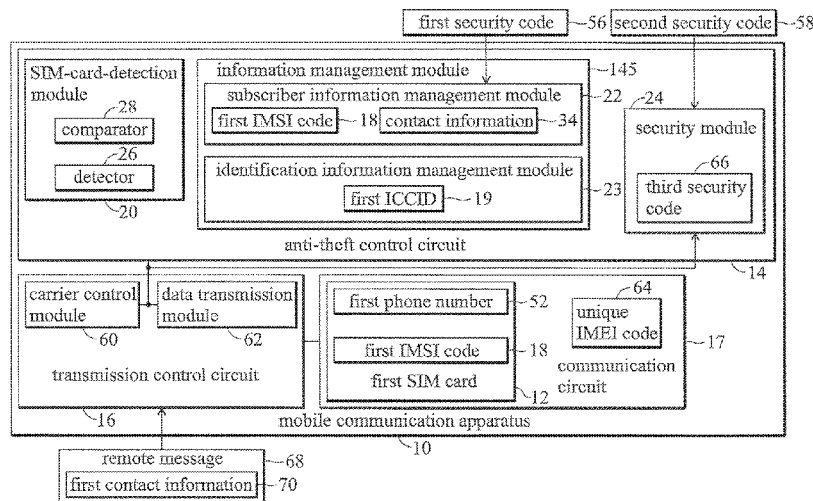 first security code 56 second security code 58
SIM-card-detection module
28
comparator
26
detector
20
information management module 145
subscriber information management module 22
first IMSI code 18 contact information 34
identification information management module 23
first ICCID 19
24
security module
66
third security code
anti-theft control circuit 14
carrier control module
60
data transmission module
62
transmission control circuit
16
first phone number 52
first IMSI code 18
first SIM card 12
64
unique IMEI code
communication circuit
17
mobile communication apparatus
10
remote message 68
first contact information 70